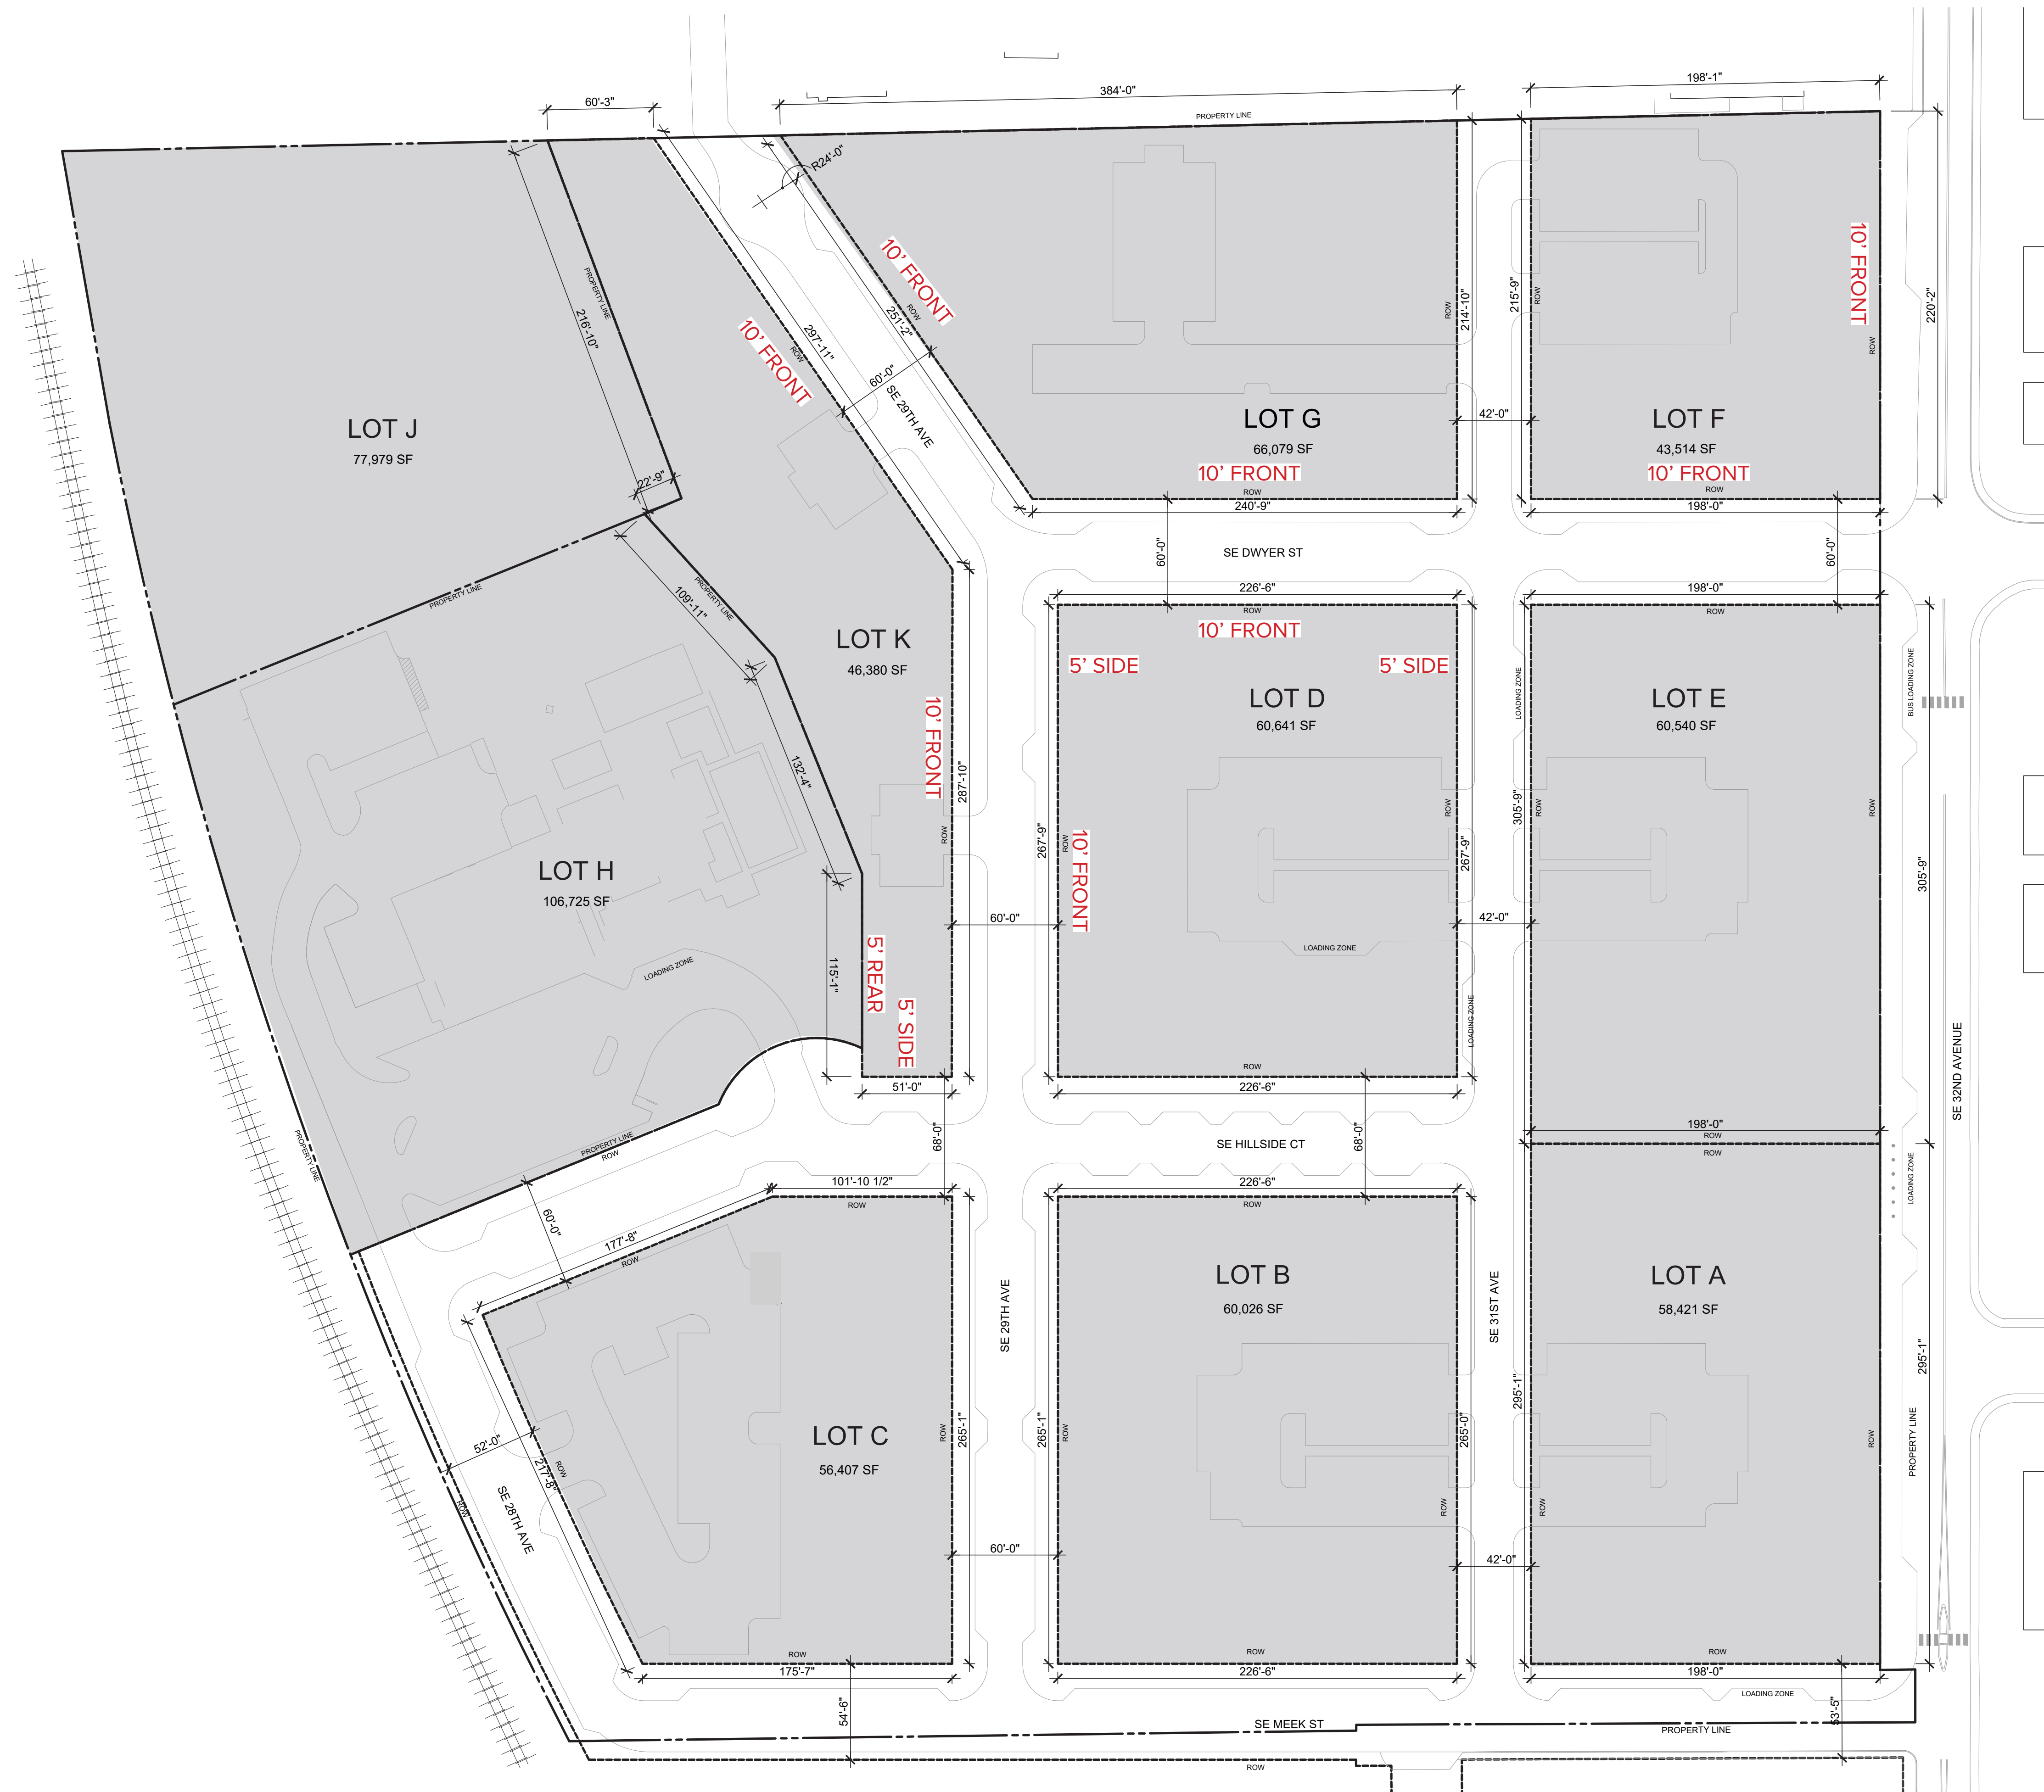 198'-1"
384'-0"
60'-3"
PROPERTY LINE
R24'-0"
10' FRONT
ROW
251'-2"
10' FRONT
297'-11"
ROW
60'-0"
SE 29TH AVE
PROPERTY LINE
216'-10"
22'-9"
LOT J
77,979 SF
LOT G
66,079 SF
10' FRONT
ROW
240'-9"
ROW
214'-10"
42'-0"
215'-9"
ROW
LOT F
43,514 SF
10' FRONT
ROW
198'-0"
10' FRONT
ROW
220'-2"
60'-0"
SE DWYER ST
60'-0"
PROPERTY LINE
PROPERTY LINE
109'-11"
132'-4"
115'-1"
LOT K
46,380 SF
10' FRONT
ROW
287'-10"
5' REAR
5' SIDE
51'-0"
60'-0"
68'-0"
LOT H
106,725 SF
LOADING ZONE
PROPERTY LINE
PROPERTY LINE
ROW
226'-6"
ROW
10' FRONT
5' SIDE
5' SIDE
LOT D
60,641 SF
267'-9"
ROW
10' FRONT
ROW
267'-9"
LOADING ZONE
LOADING ZONE
ROW
226'-6"
42'-0"
198'-0"
ROW
LOADING ZONE
LOT E
60,540 SF
305'-9"
ROW
ROW
BUS LOADING ZONE
305'-9"
198'-0"
ROW
SE 32ND AVENUE
SE HILLSIDE CT
68'-0"
ROW
LOADING ZONE
60'-0"
177'-8"
ROW
101'-10 1/2"
ROW
LOT C
56,407 SF
ROW
265'-1"
52'-0"
217'-8"
ROW
ROW
SE 28TH AVE
ROW
175'-7"
54'-6"
SE 29TH AVE
60'-0"
226'-6"
ROW
LOT B
60,026 SF
265'-1"
ROW
265'-0"
ROW
ROW
226'-6"
SE 31ST AVE
42'-0"
LOT A
58,421 SF
295'-1"
ROW
ROW
PROPERTY LINE
295'-1"
ROW
198'-0"
LOADING ZONE
53'-5"
SE MEEK ST
PROPERTY LINE
ROW